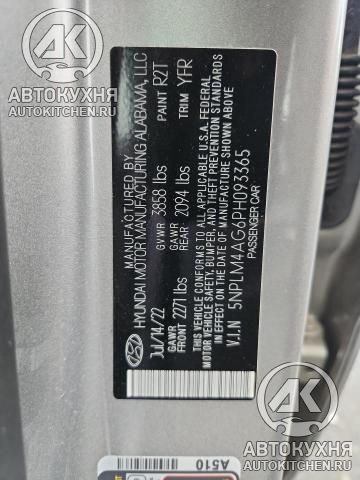 АВТОКУХНЯ
AUTOKITCHEN.PRO
MANUFACTURED BY
HYUNDAI MOTOR MANUFACTURING ALABAMA, LLC
Jul/14/22 GVWR 3858 lbs PAINT R2T
GAWR FRONT 2271 lbs GAWR REAR 2094 lbs TRIM YFR
THIS VEHICLE CONFORMS TO ALL APPLICABLE U.S.A. FEDERAL
MOTOR VEHICLE SAFETY, BUMPER, AND THEFT PREVENTION STANDARDS
IN EFFECT ON THE DATE OF MANUFACTURE SHOWN ABOVE
V.I.N 5NPLM4AG6PH093365
PASSENGER CAR
A510
АВТОКУХНЯ
AUTOKITCHEN.PRO